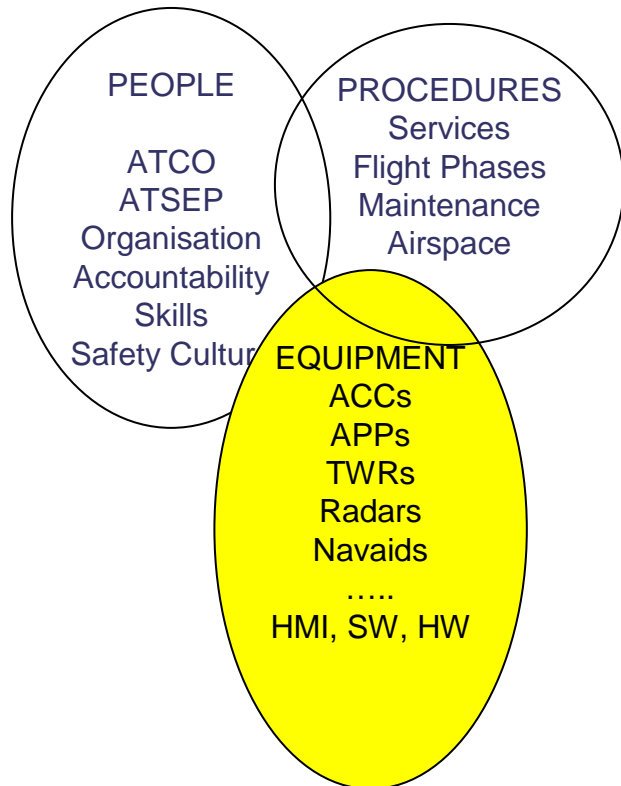 PEOPLE
ATCO
ATSEP
Organisation
Accountability
Skills
Safety Cultur
PROCEDURES
Services
Flight Phases
Maintenance
Airspace
EQUIPMENT
ACCs
APPs
TWRs
Radars
Navaids
…..
HMI, SW, HW